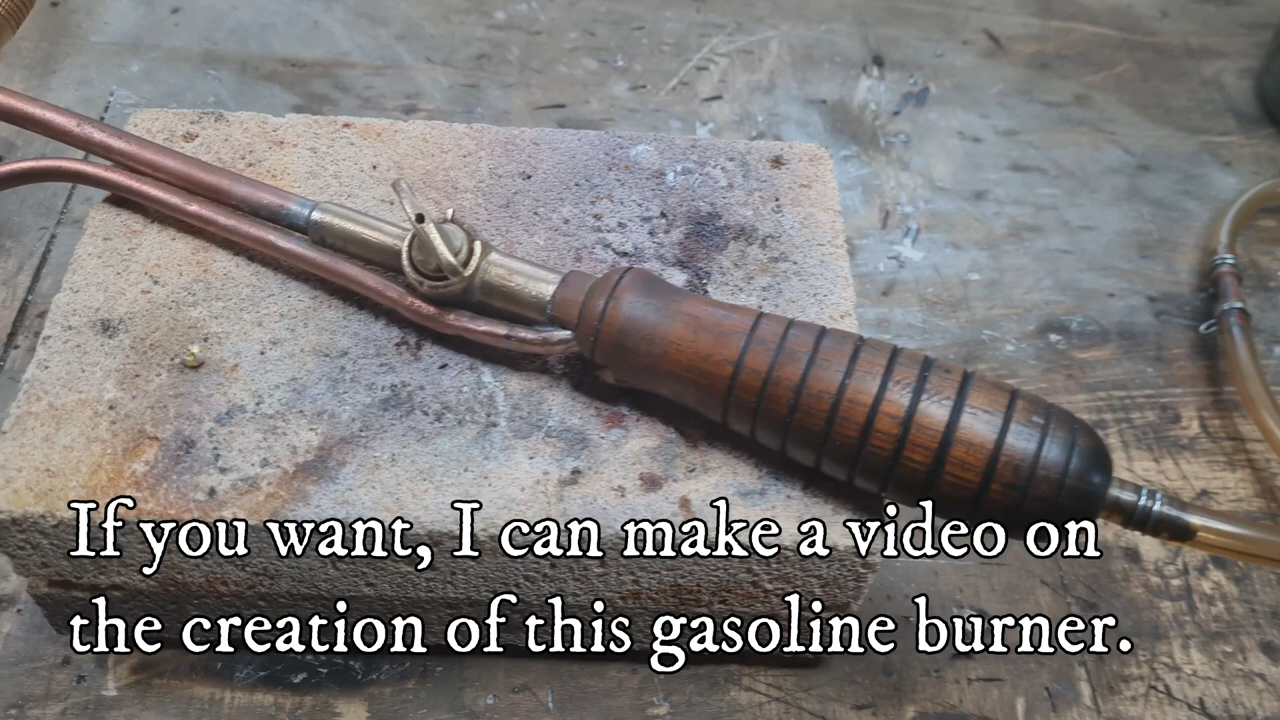 If you want, I can make a video on
the creation of this gasoline burner.